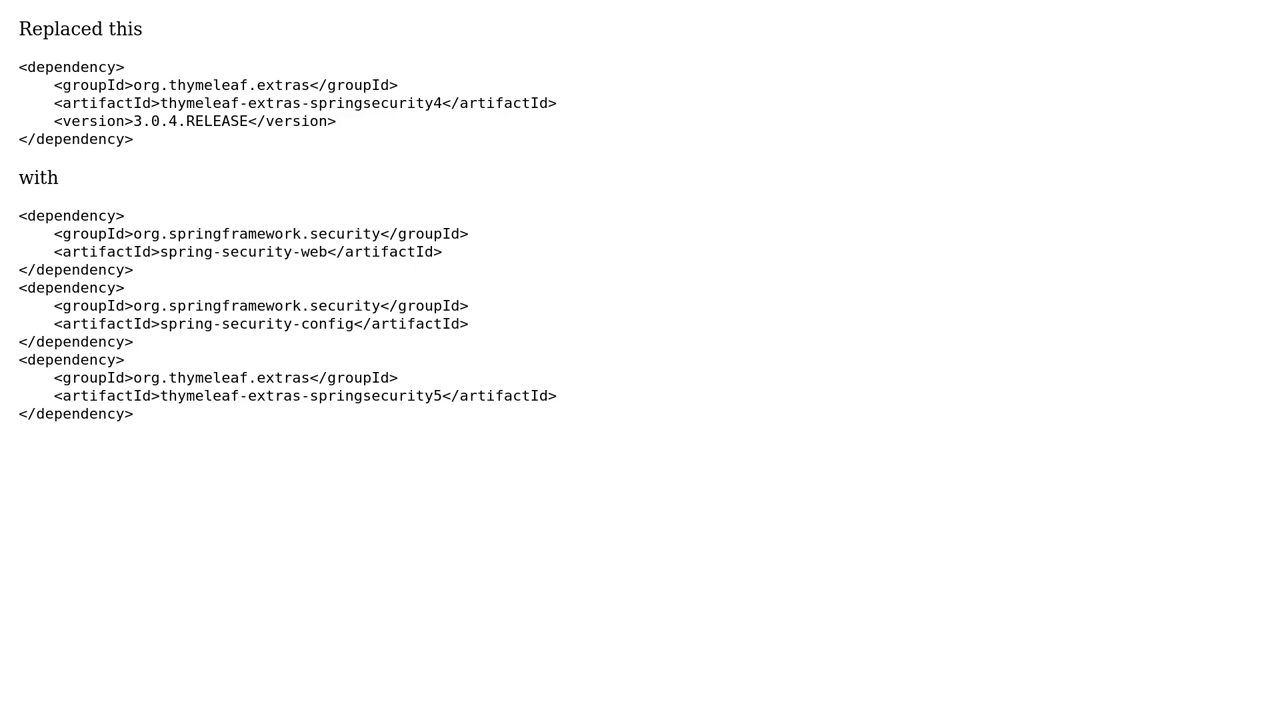 Replaced this
<dependency>
    <groupId>org.thymeleaf.extras</groupId>
    <artifactId>thymeleaf-extras-springsecurity4</artifactId>
    <version>3.0.4.RELEASE</version>
</dependency>
with
<dependency>
    <groupId>org.springframework.security</groupId>
    <artifactId>spring-security-web</artifactId>
</dependency>
<dependency>
    <groupId>org.springframework.security</groupId>
    <artifactId>spring-security-config</artifactId>
</dependency>
<dependency>
    <groupId>org.thymeleaf.extras</groupId>
    <artifactId>thymeleaf-extras-springsecurity5</artifactId>
</dependency>